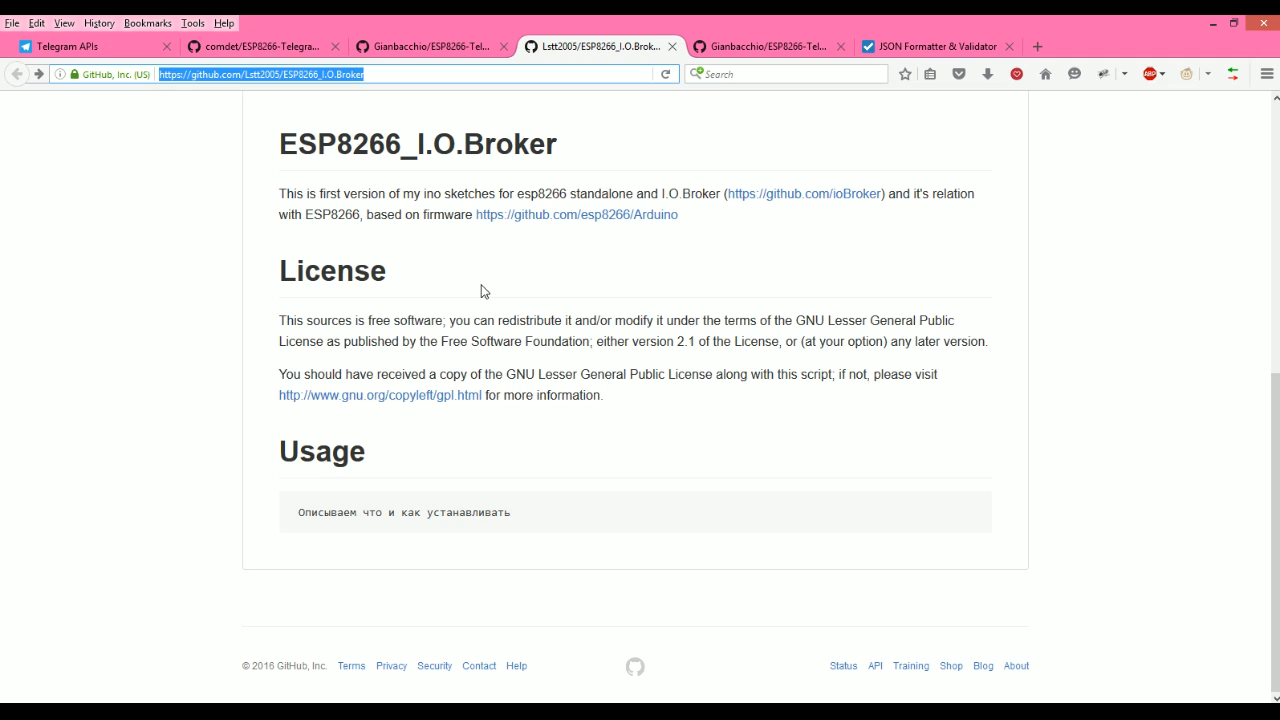 File Edit View History Bookmarks Tools Help
Telegram APIs
comdet/ESP8266-Telegra...
Gianbacchio/ESP8266-Tel...
Lstt2005/ESP8266_I.O.Brok...
Gianbacchio/ESP8266-Tel...
JSON Formatter & Validator
GitHub, Inc. (US)
https://github.com/Lstt2005/ESP8266_I.O.Broker
Search
ABP
ESP8266_I.O.Broker
This is first version of my ino sketches for esp8266 standalone and I.O.Broker (https://github.com/ioBroker) and it's relation
with ESP8266, based on firmware https://github.com/esp8266/Arduino
License
This sources is free software; you can redistribute it and/or modify it under the terms of the GNU Lesser General Public
License as published by the Free Software Foundation; either version 2.1 of the License, or (at your option) any later version.
You should have received a copy of the GNU Lesser General Public License along with this script; if not, please visit
http://www.gnu.org/copyleft/gpl.html for more information.
Usage
Описываем что и как устанавливать
© 2016 GitHub, Inc. Terms Privacy Security Contact Help
Status API Training Shop Blog About